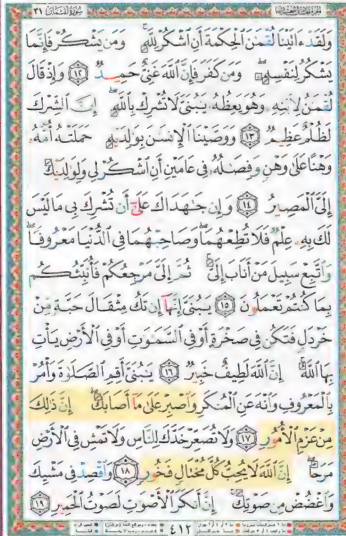 سورة لقمان ٣١
وَلَقَدْ ءَاتَيْنَا لُقْمَٰنَ ٱلْحِكْمَةَ أَنِ ٱشْكُرْ لِلَّهِ ۚ وَمَن يَشْكُرْ فَإِنَّمَا
يَشْكُرُ لِنَفْسِهِۦ ۖ وَمَن كَفَرَ فَإِنَّ ٱللَّهَ غَنِىٌّ حَمِيدٌ ١٢ وَإِذْ قَالَ
لُقْمَٰنُ لِٱبْنِهِۦ وَهُوَ يَعِظُهُۥ يَٰبُنَىَّ لَا تُشْرِكْ بِٱللَّهِ ۖ إِنَّ ٱلشِّرْكَ
لَظُلْمٌ عَظِيمٌ ١٣ وَوَصَّيْنَا ٱلْإِنسَٰنَ بِوَٰلِدَيْهِ حَمَلَتْهُ أُمُّهُۥ
وَهْنًا عَلَىٰ وَهْنٍ وَفِصَٰلُهُۥ فِى عَامَيْنِ أَنِ ٱشْكُرْ لِى وَلِوَٰلِدَيْكَ
إِلَىَّ ٱلْمَصِيرُ ١٤ وَإِن جَٰهَدَاكَ عَلَىٰٓ أَن تُشْرِكَ بِى مَا لَيْسَ
لَكَ بِهِۦ عِلْمٌ فَلَا تُطِعْهُمَا ۖ وَصَاحِبْهُمَا فِى ٱلدُّنْيَا مَعْرُوفًا ۖ
وَٱتَّبِعْ سَبِيلَ مَنْ أَنَابَ إِلَىَّ ۚ ثُمَّ إِلَىَّ مَرْجِعُكُمْ فَأُنَبِّئُكُم
بِمَا كُنتُمْ تَعْمَلُونَ ١٥ يَٰبُنَىَّ إِنَّهَآ إِن تَكُ مِثْقَالَ حَبَّةٍ مِّنْ
خَرْدَلٍ فَتَكُن فِى صَخْرَةٍ أَوْ فِى ٱلسَّمَٰوَٰتِ أَوْ فِى ٱلْأَرْضِ يَأْتِ
بِهَا ٱللَّهُ ۚ إِنَّ ٱللَّهَ لَطِيفٌ خَبِيرٌ ١٦ يَٰبُنَىَّ أَقِمِ ٱلصَّلَوٰةَ وَأْمُرْ
بِٱلْمَعْرُوفِ وَٱنْهَ عَنِ ٱلْمُنكَرِ وَٱصْبِرْ عَلَىٰ مَآ أَصَابَكَ ۖ إِنَّ ذَٰلِكَ
مِنْ عَزْمِ ٱلْأُمُورِ ١٧ وَلَا تُصَعِّرْ خَدَّكَ لِلنَّاسِ وَلَا تَمْشِ فِى ٱلْأَرْضِ
مَرَحًا ۖ إِنَّ ٱللَّهَ لَا يُحِبُّ كُلَّ مُخْتَالٍ فَخُورٍ ١٨ وَٱقْصِدْ فِى مَشْيِكَ
وَٱغْضُضْ مِن صَوْتِكَ ۚ إِنَّ أَنكَرَ ٱلْأَصْوَٰتِ لَصَوْتُ ٱلْحَمِيرِ ١٩
٤١٢